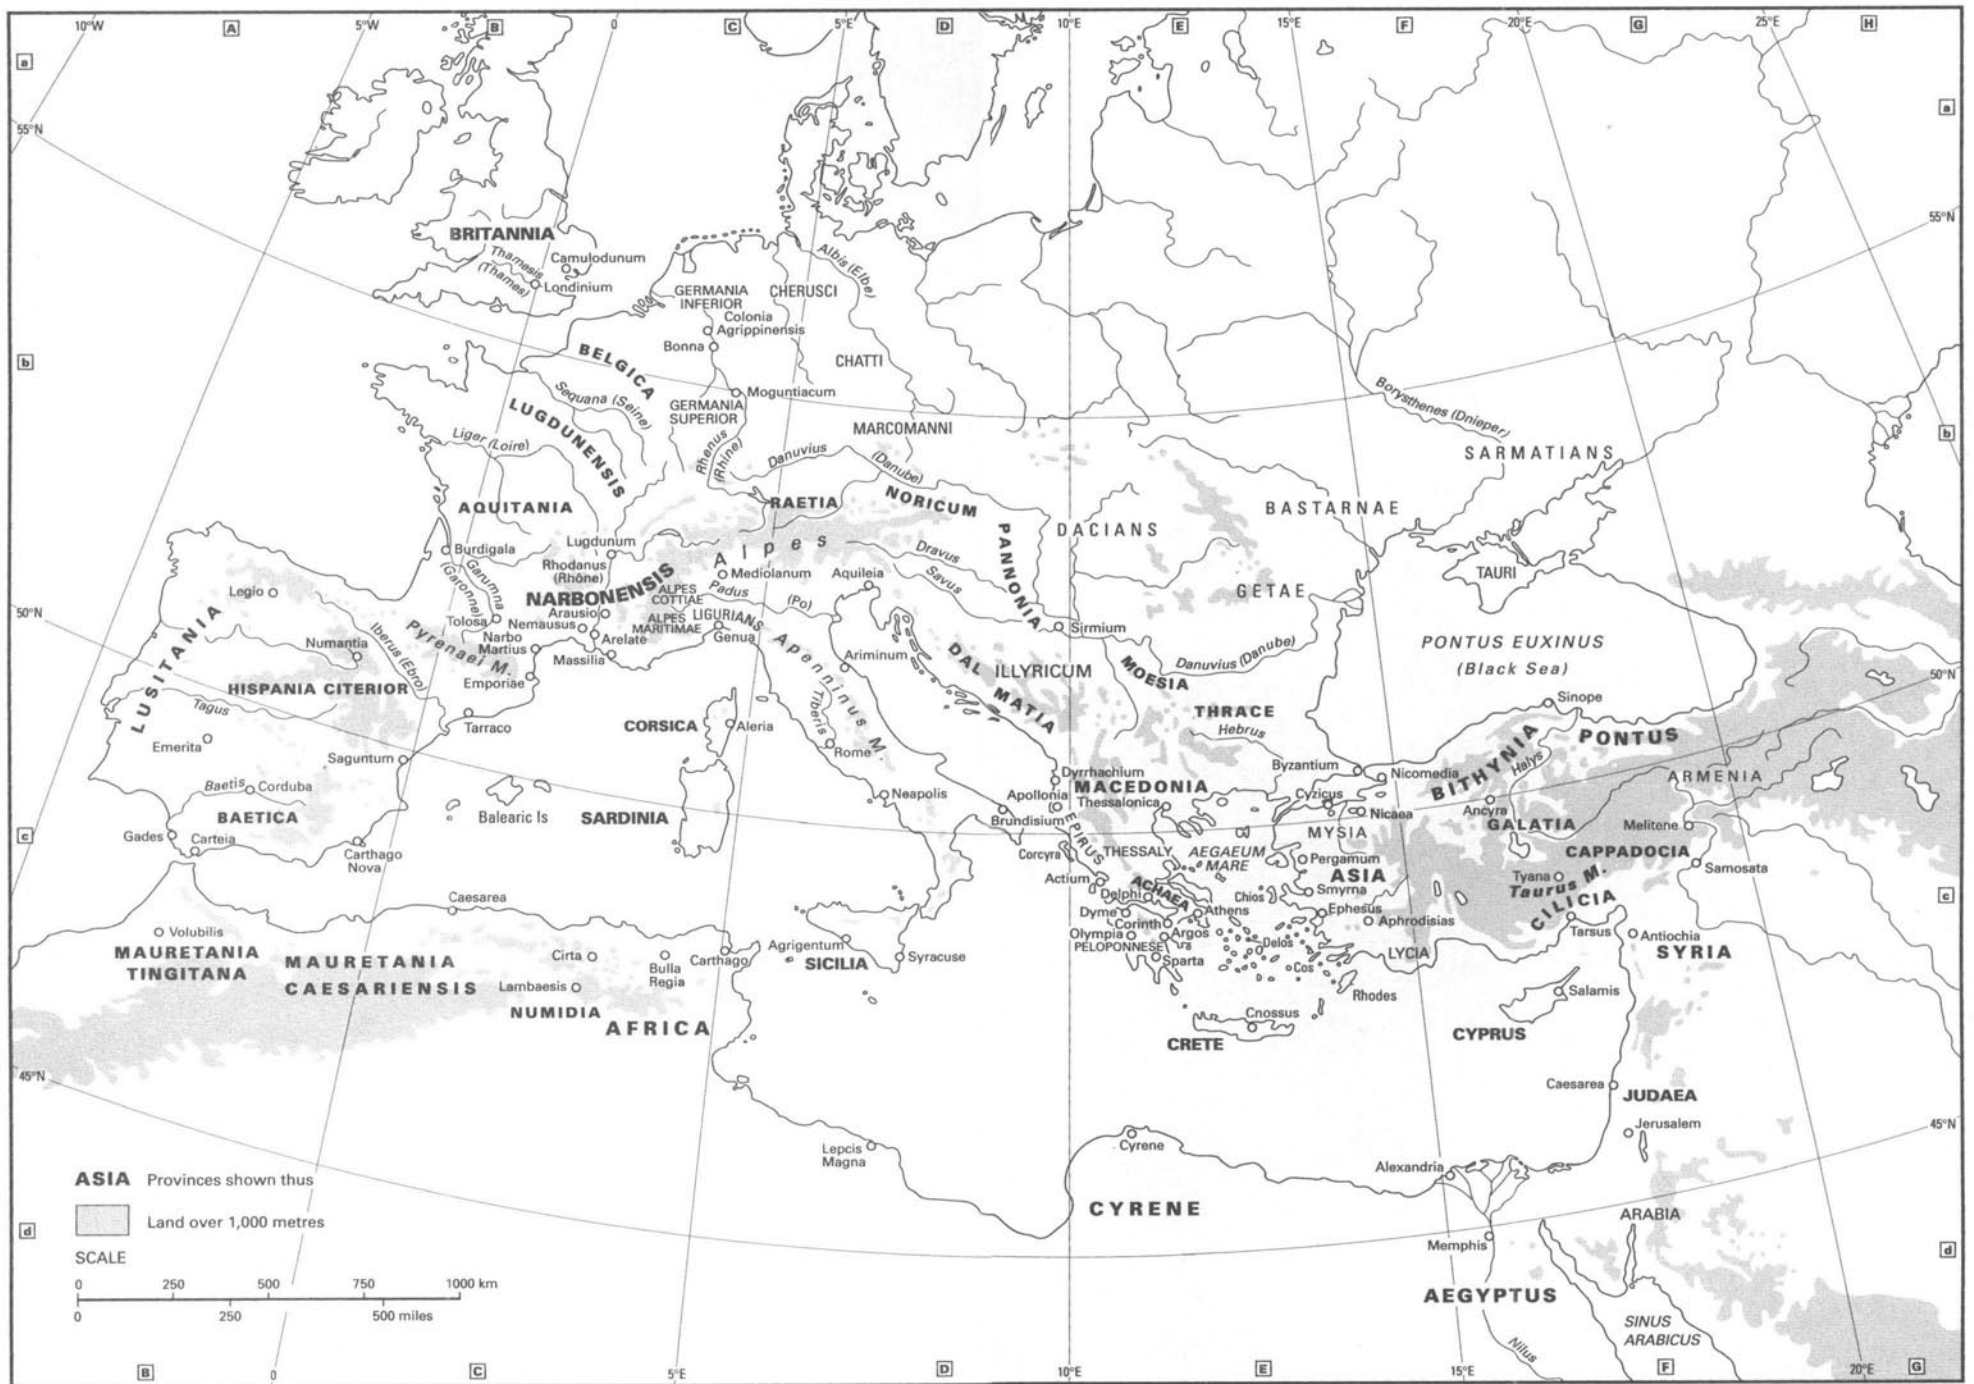 10°W
A
5°W
B
0
C
5°E
D
10°E
E
15°E
F
20°E
G
25°E
H
a
a
55°N
55°N
BRITANNIA
Thamesis
(Thames)
Camulodunum
Londinium
Albis (Elbe)
GERMANIA
INFERIOR
CHERUSCI
Colonia
Agrippinensis
Bonna
BELGICA
CHATTI
b
b
Sequana (Seine)
Moguntiacum
GERMANIA
SUPERIOR
Borysthenes (Dnieper)
LUGDUNENSIS
Liger (Loire)
Rhenus
(Rhine)
MARCOMANNI
Danuvius
(Danube)
SARMATIANS
AQUITANIA
RAETIA
NORICUM
BASTARNAE
PANNONIA
DACIANS
Burdigala
Lugdunum
Alpes
Dravus
Garumna
(Garonne)
Rhodanus
(Rhône)
Mediolanum
Aquileia
Savus
TAURI
Legio
NARBONENSIS
ALPES
COTTIAE
Padus
(Po)
GETAE
50°N
LUSITANIA
Arausio
Tolosa
Nemausus
ALPES
MARITIMAE
LIGURIANS
Sirmium
Numantia
Iberus (Ebro)
Pyrenaei M.
Narbo
Martius
Arelate
Genua
Apenninus M.
PONTUS EUXINUS
(Black Sea)
Massilia
Ariminum
DALMATIA
ILLYRICUM
MOESIA
Danuvius (Danube)
50°N
HISPANIA CITERIOR
Emporiae
Tagus
Tiberis
Sinope
Tarraco
CORSICA
Aleria
THRACE
Hebrus
BITHYNIA
PONTUS
Emerita
Saguntum
Rome
Halys
Byzantium
Nicomedia
ARMENIA
Baetis
Corduba
Dyrrhachium
MACEDONIA
Neapolis
Apollonia
Thessalonica
Cyzicus
BAETICA
Balearic Is
SARDINIA
Brundisium
EPIRUS
Nicaea
Ancyra
GALATIA
Melitene
c
Gades
Carteia
MYSIA
Carthago
Nova
Corcyra
THESSALY
AEGAEUM
MARE
Pergamum
CAPPADOCIA
Samosata
Actium
ASIA
Tyana
Taurus M.
Delphi
ACHAEA
Chios
Smyrna
CILICIA
c
Caesarea
Dyme
Athens
Ephesus
Corinth
Aphrodisias
Volubilis
Olympia
Argos
Tarsus
Antiochia
MAURETANIA
TINGITANA
MAURETANIA
CAESARIENSIS
Cirta
Bulla
Regia
Carthago
Agrigentum
SICILIA
Syracuse
PELOPONNESE
Delos
LYCIA
SYRIA
Sparta
Cos
Lambaesis
Rhodes
Salamis
NUMIDIA
AFRICA
Cnossus
CRETE
CYPRUS
45°N
Caesarea
JUDAEA
Jerusalem
45°N
Lepcis
Magna
Cyrene
Alexandria
ASIA Provinces shown thus
Land over 1,000 metres
CYRENE
ARABIA
d
Memphis
d
SCALE
0 250 500 750 1000 km
0 250 500 miles
AEGYPTUS
SINUS
ARABICUS
Nilus
B
0
C
5°E
D
10°E
E
15°E
F
20°E
G